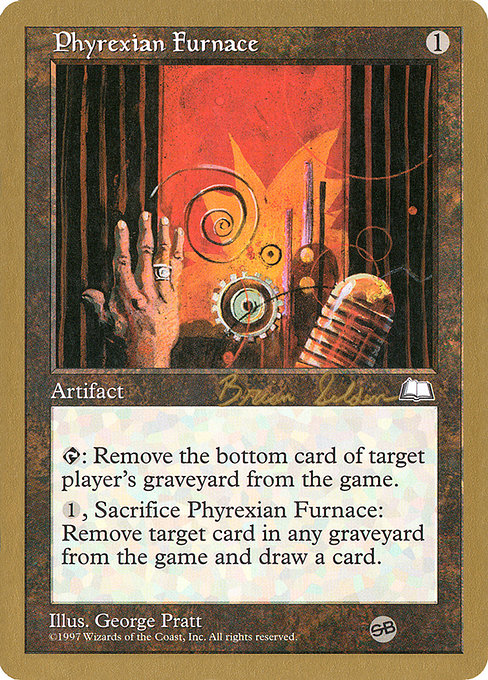 Phyrexian Furnace 1
Artifact
Brian Selden
: Remove the bottom card of target
player's graveyard from the game.
1, Sacrifice Phyrexian Furnace:
Remove target card in any graveyard
from the game and draw a card.
Illus. George Pratt
©1997 Wizards of the Coast, Inc. All rights reserved.
SB